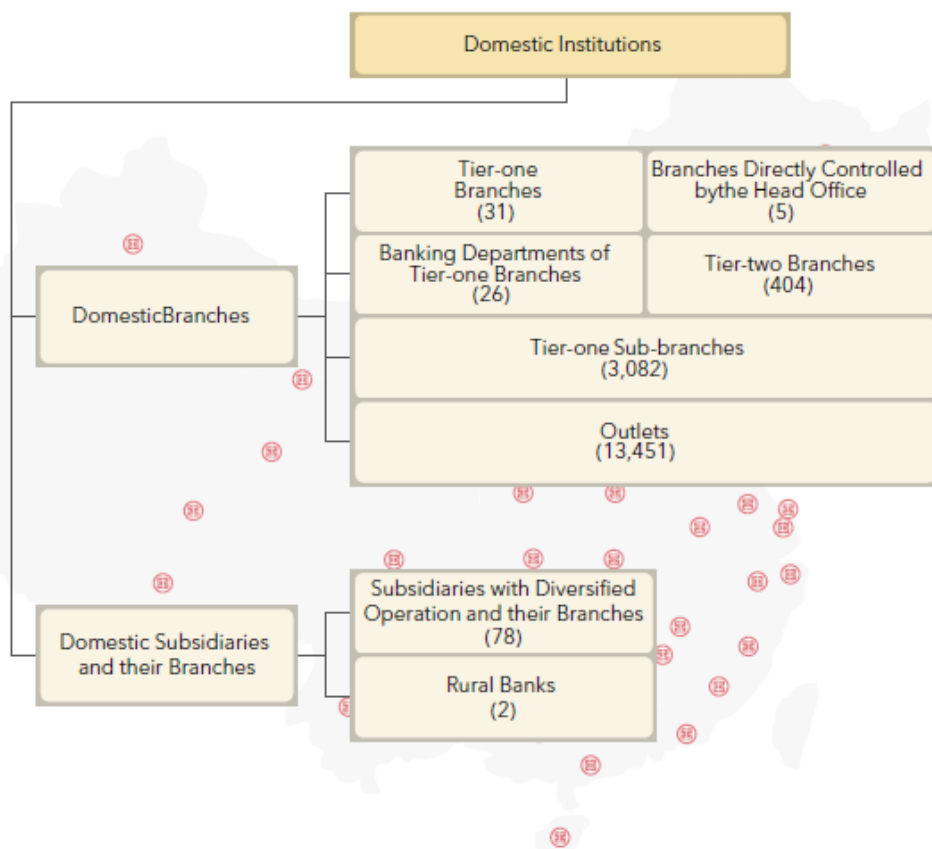 Domestic Institutions
Tier-one
Branches
(31)
Branches Directly Controlled
bythe Head Office
(5)
Banking Departments of
Tier-one Branches
(26)
Tier-two Branches
(404)
DomesticBranches
Tier-one Sub-branches
(3,082)
Outlets
(13,451)
Subsidiaries with Diversified
Operation and their Branches
(78)
Domestic Subsidiaries
and their Branches
Rural Banks
(2)